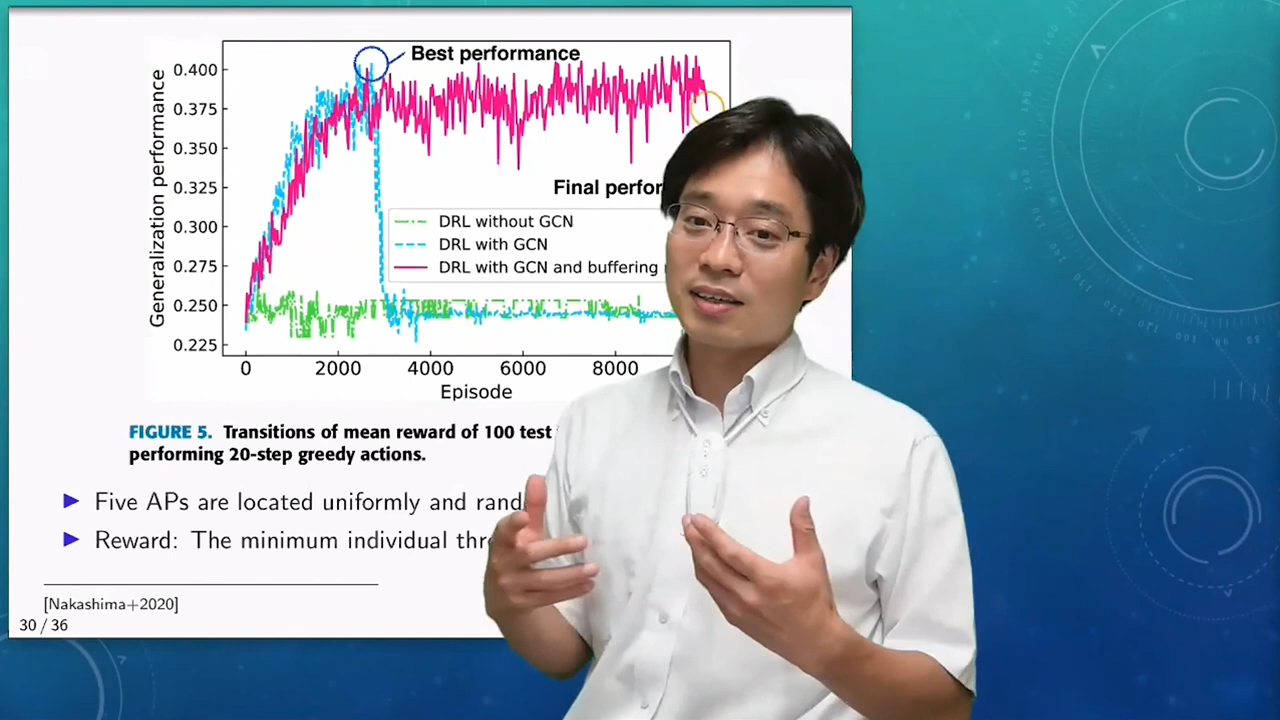 Best performance
Generalization performance
0.400
0.375
0.350
0.325
0.300
0.275
0.250
0.225
Final
DRL without GCN
DRL with GCN
DRL with GCN and buffering
0 2000 4000 6000 8000
Episode
FIGURE 5. Transitions of mean reward of 100 test
performing 20-step greedy actions.
▶ Five APs are located uniformly and
▶ Reward: The minimum individual
[Nakashima+2020]
30 / 36